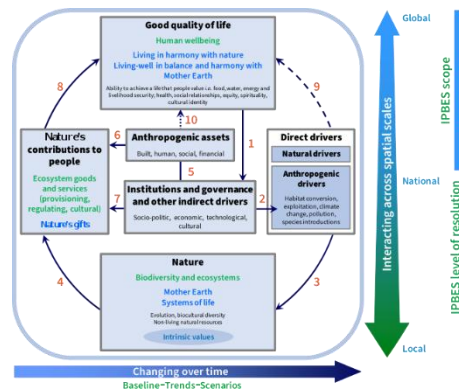 Good quality of life
Human wellbeing
Living in harmony with nature
Living-well in balance and harmony with
Mother Earth
Ability to achieve a life that people value i.e. food, water, energy and
livelihood security, health, social relationships, equity, spirituality,
cultural identity
8
9
10
1
Nature's
contributions to
people
Ecosystem goods
and services
(provisioning,
regulating, cultural)
Nature's gifts
6
Anthropogenic assets
Built, human, social, financial
5
7
Institutions and governance
and other indirect drivers
Socio-politic, economic, technological,
cultural
2
Direct drivers
Natural drivers
Anthropogenic
drivers
Habitat conversion,
exploitation, climate
change, pollution,
species introductions
4
3
Nature
Biodiversity and ecosystems
Mother Earth
Systems of life
Evolution, biocultural diversity
Non-living natural resources
Intrinsic values
Changing over time
Baseline-Trends-Scenarios
Global
National
Local
Interacting across spatial scales
IPBES scope
IPBES level of resolution